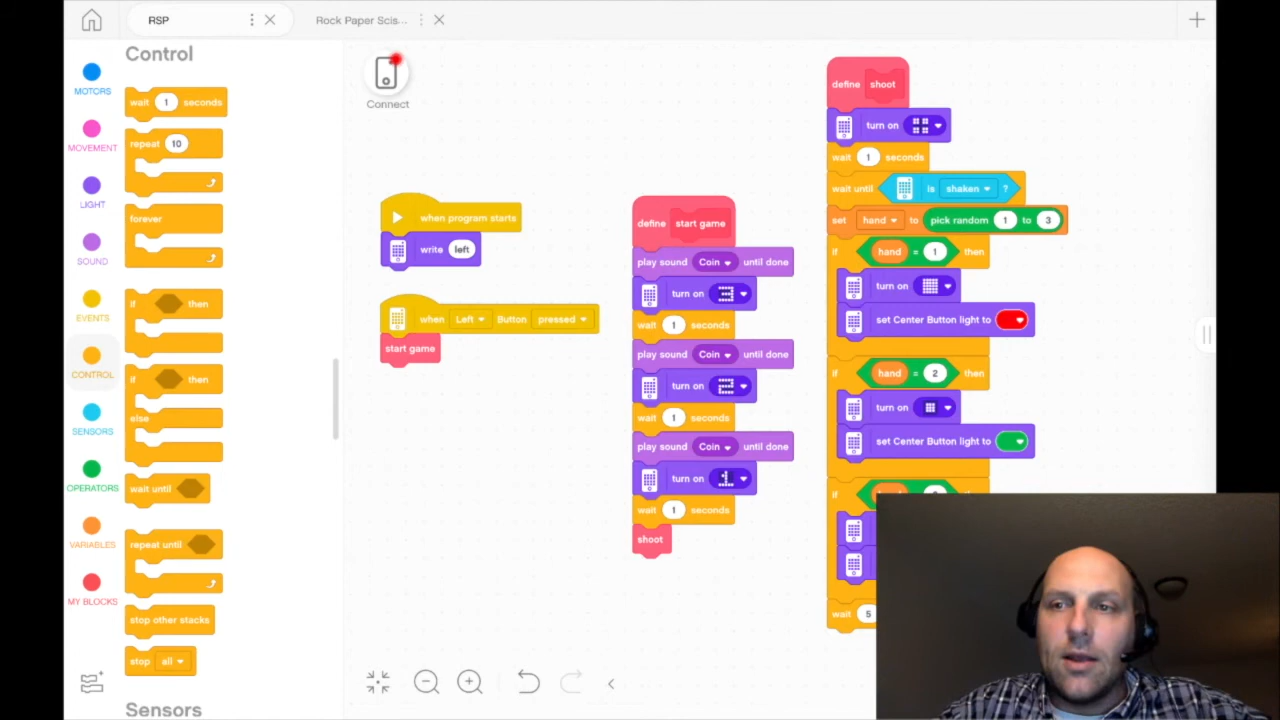 RSP
Rock Paper Scis...
Control
MOTORS
MOVEMENT
LIGHT
SOUND
EVENTS
CONTROL
SENSORS
OPERATORS
VARIABLES
MY BLOCKS
wait 1 seconds
repeat 10
forever
if then
if then
else
wait until
repeat until
stop other stacks
stop all
Sensors
Connect
when program starts
write left
when Left Button pressed
start game
define start game
play sound Coin until done
turn on
wait 1 seconds
play sound Coin until done
turn on
wait 1 seconds
play sound Coin until done
turn on
wait 1 seconds
shoot
define shoot
turn on
wait 1 seconds
wait until is shaken ?
set hand to pick random 1 to 3
if hand = 1 then
turn on
set Center Button light to
if hand = 2 then
turn on
set Center Button light to
if then
wait 5